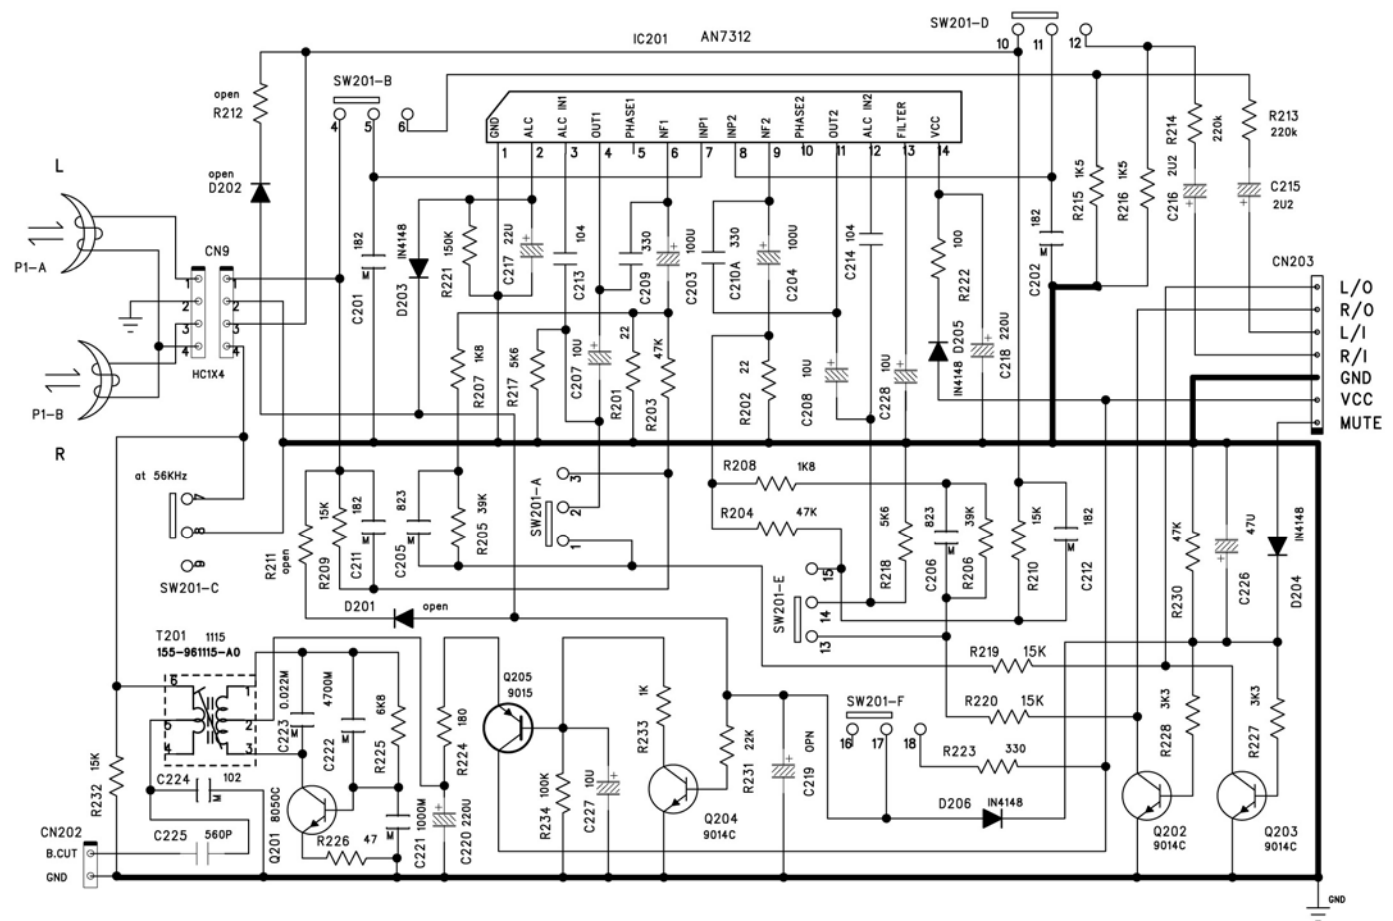 IC201 AN7312
SW201-D
10 11 12
SW201-B
4 5 6
open
R212
open
D202
GND ALC ALC IN1 OUT1 PHASE1 NF1 INP1 INP2 NF2 PHASE2 OUT2 ALC IN2 FILTER VCC
1 2 3 4 5 6 7 8 9 10 11 12 13 14
R215 1K5
R216 1K5
R214 220k
C216 2U2
R213
220k
C215
2U2
L
P1-A
CN9
1 1
2 2
3 3
4 4
HC1X4
P1-B
R
C201 182 M
D203 IN4148
R221 150K
C217 22U +
C213 104
C209 330
C203 100U +
C210A 330
C204 100U +
C214 104
R222 100
C202 182 M
CN203
L/O
R/O
L/I
R/I
GND
VCC
MUTE
R207 1K8
R217 5K6
C207 10U +
R201 22
R203 47K
R202 22
C208 10U +
C228 10U +
IN4148 D205
C218 220U +
at 56KHz
7
8
9
SW201-C
R211 open
R209 15K
C211 182 M
C205 823 M
R205 39K
SW201-A
3
2
1
R208 1K8
R204 47K
SW201-E
15
14
13
R218 5K6
C206 823 M
R206 39K
R210 15K
C212 182 M
R230 47K
C226 47U +
D204 IN4148
D201 open
T201 1115
155-961115-A0
6 1
5 2
4 3
C223 0.022M
C222 4700M M
R225 6K8
R224 180
Q205
9015
R233 1K
R231 22K
C219 OPN +
SW201-F
16 17 18
R219 15K
R220 15K
R223 330
R228 3K3
R227 3K3
R232 15K
C224 102 M
C225 560P
Q201 8050C
R226 47
C221 1000M M
C220 220U +
R234 100K
C227 10U +
Q204
9014C
D206 IN4148
Q202
9014C
Q203
9014C
CN202
B.CUT
GND
GND